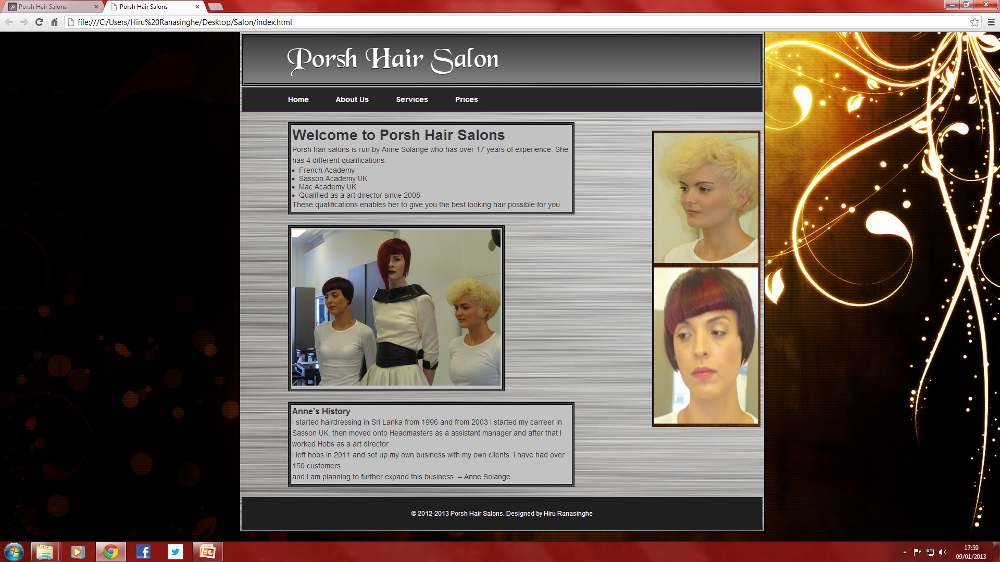 Porsh Hair Salons
Porsh Hair Salons
file:///C:/Users/Hiru%20Ranasinghe/Desktop/Salon/index.html
Porsh Hair Salon
Home About Us Services Prices
Welcome to Porsh Hair Salons
Porsh hair salons is run by Anne Solange who has over 17 years of experience. She
has 4 different qualifications:
• French Academy
• Sasson Academy UK
• Mac Academy UK
• Qualified as a art director since 2008
These qualifications enables her to give you the best looking hair possible for you.
Anne's History
I started hairdressing in Sri Lanka from 1996 and from 2003 I started my carreer in
Sasson UK, then moved onto Headmasters as a assistant manager and after that I
worked Hobs as a art director.
I left hobs in 2011 and set up my own business with my own cilents. I have had over
150 customers
and I am planning to further expand this business. – Anne Solange.
© 2012-2013 Porsh Hair Salons. Designed by Hiru Ranasinghe
17:59
09/01/2013